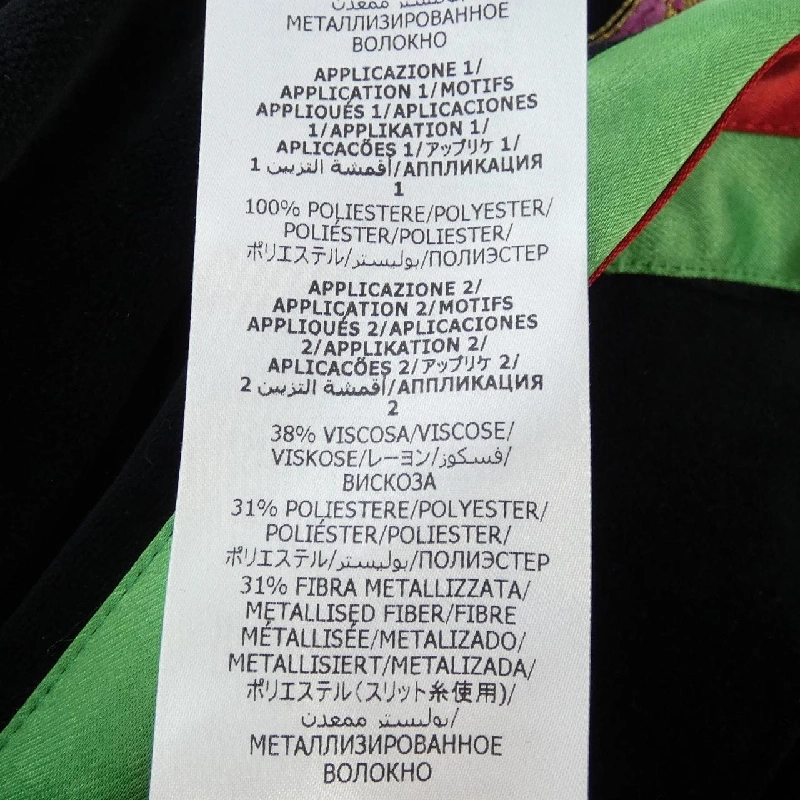 بوليستر ممعدن
МЕТАЛЛИЗИРОВАННОЕ
ВОЛОКНО
APPLICAZIONE 1/
APPLICATION 1/MOTIFS
APPLIQUÉS 1/APLICACIONES
1/APPLIKATION 1/
APLICACÕES 1/アップリケ 1/
أقمشة التزيين 1/АППЛИКАЦИЯ
1
100% POLIESTERE/POLYESTER/
POLIÉSTER/POLIESTER/
ポリエステル/بوليستر/ПОЛИЭСТЕР
APPLICAZIONE 2/
APPLICATION 2/MOTIFS
APPLIQUÉS 2/APLICACIONES
2/APPLIKATION 2/
APLICACÕES 2/アップリケ 2/
أقمشة التزيين 2/АППЛИКАЦИЯ
2
38% VISCOSA/VISCOSE/
VISKOSE/レーヨン/فسكوز/
ВИСКОЗА
31% POLIESTERE/POLYESTER/
POLIÉSTER/POLIESTER/
ポリエステル/بوليستر/ПОЛИЭСТЕР
31% FIBRA METALLIZZATA/
METALLISED FIBER/FIBRE
MÉTALLISÉE/METALIZADO/
METALLISIERT/METALIZADA/
ポリエステル(スリット糸使用)/
بوليستر ممعدن/
МЕТАЛЛИЗИРОВАННОЕ
ВОЛОКНО